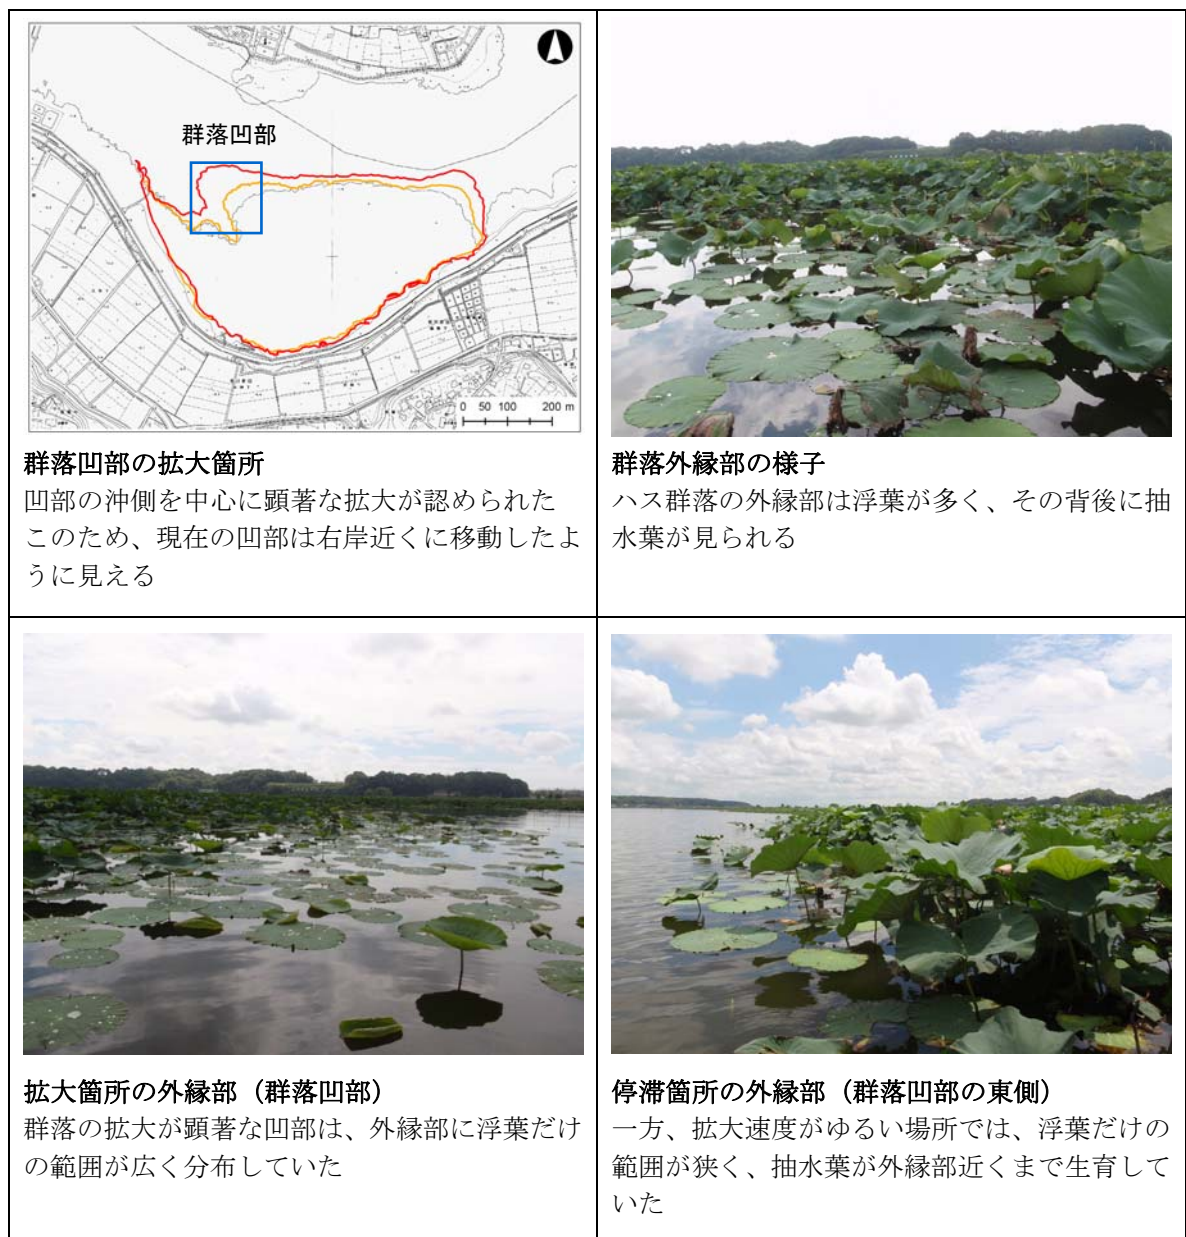 群落凹部
0 50 100 200 m
群落凹部の拡大箇所
凹部の沖側を中心に顕著な拡大が認められた
このため、現在の凹部は右岸近くに移動したよ
うに見える
群落外縁部の様子
ハス群落の外縁部は浮葉が多く、その背後に抽
水葉が見られる
拡大箇所の外縁部（群落凹部）
群落の拡大が顕著な凹部は、外縁部に浮葉だけ
の範囲が広く分布していた
停滞箇所の外縁部（群落凹部の東側）
一方、拡大速度がゆるい場所では、浮葉だけの
範囲が狭く、抽水葉が外縁部近くまで生育して
いた